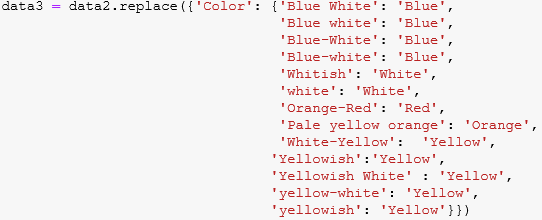 data3 = data2.replace({'Color': {'Blue White': 'Blue',
'Blue white': 'Blue',
'Blue-White': 'Blue',
'Blue-white': 'Blue',
'Whitish': 'White',
'white': 'White',
'Orange-Red': 'Red',
'Pale yellow orange': 'Orange',
'White-Yellow':  'Yellow',
'Yellowish':'Yellow',
'Yellowish White' : 'Yellow',
'yellow-white': 'Yellow',
'yellowish': 'Yellow'}})